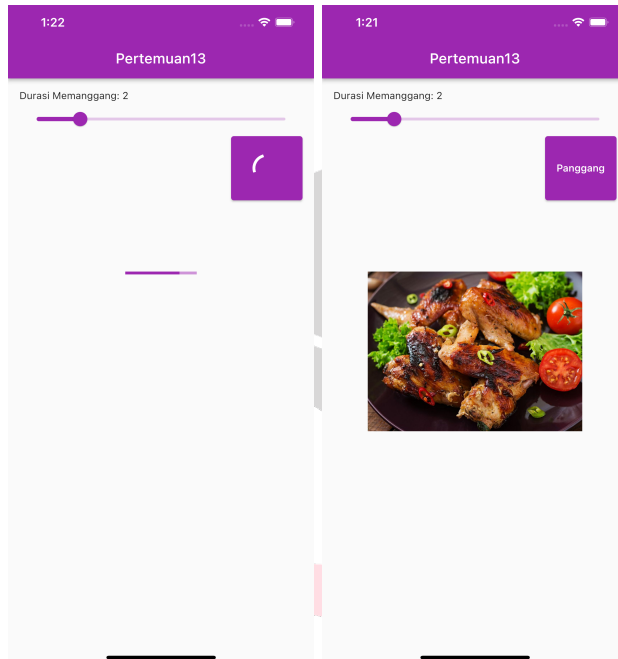 1:22
Pertemuan13
Durasi Memanggang: 2
1:21
Pertemuan13
Durasi Memanggang: 2
Panggang